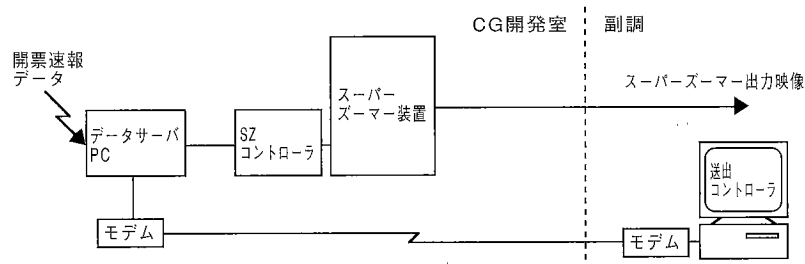 CG開発室
副調
開票速報
データ
スーパー
ズーマー装置
スーパーズーマー出力映像
データサーバ
PC
SZ
コントローラ
送出
コントローラ
モデム
モデム